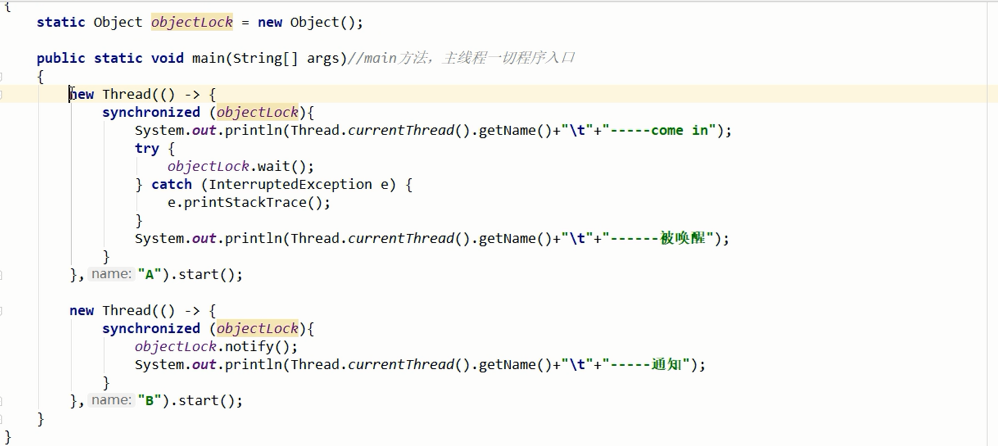 {
static Object objectLock = new Object();
public static void main(String[] args)//main方法，主线程一切程序入口
{
new Thread(() -> {
synchronized (objectLock){
System.out.println(Thread.currentThread().getName()+"\t"+"-----come in");
try {
objectLock.wait();
} catch (InterruptedException e) {
e.printStackTrace();
}
System.out.println(Thread.currentThread().getName()+"\t"+"------被唤醒");
}
}, name: "A").start();
new Thread(() -> {
synchronized (objectLock){
objectLock.notify();
System.out.println(Thread.currentThread().getName()+"\t"+"-----通知");
}
}, name: "B").start();
}
}